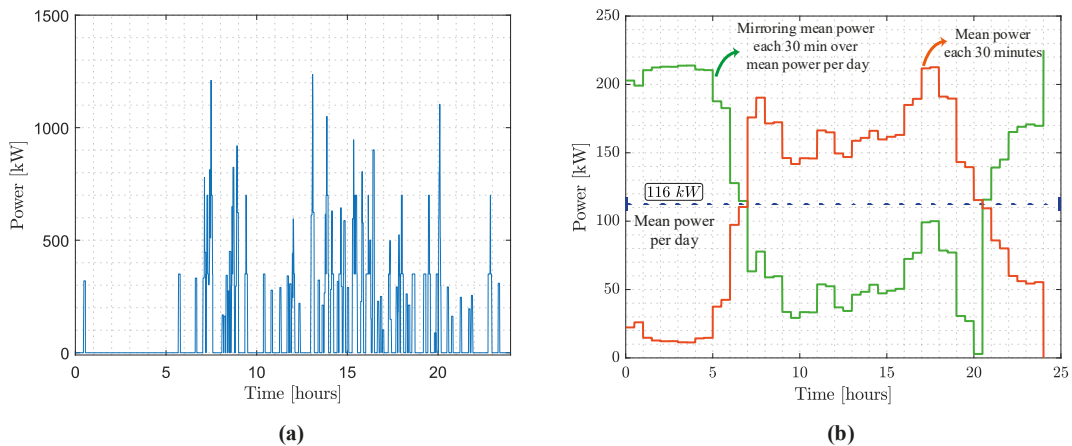 1500
1000
500
0
Power [kW]
0
5
10
15
20
Time [hours]
(a)
250
200
150
100
50
0
Power [kW]
Mirroring mean power
each 30 min over
mean power per day
Mean power
each 30 minutes
116 kW
Mean power
per day
0
5
10
15
20
25
Time [hours]
(b)